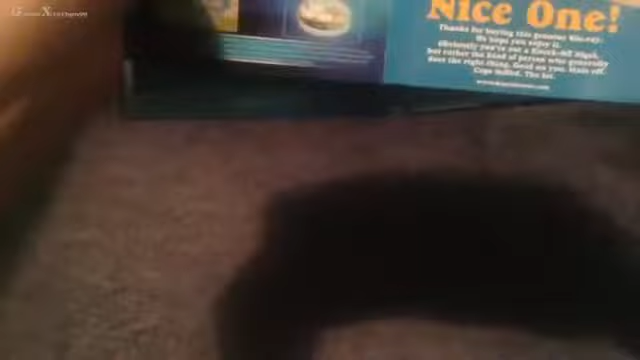 Nice One!
Thanks for buying this genuine Blu-ray.
We hope you enjoy it.
Obviously you're not a Knock-off Nigel,
but rather the kind of person who generally
does the right thing. Good on you. Hats off.
Caps doffed. The lot.